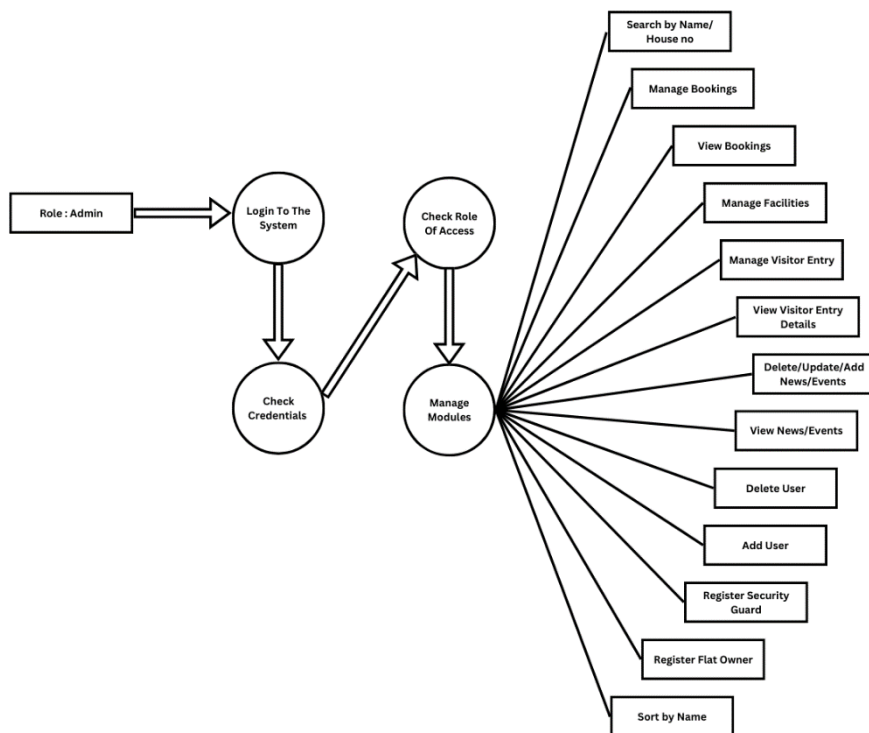 Role : Admin
Login To The
System
Check
Credentials
Check Role
Of Access
Manage
Modules
Search by Name/
House no
Manage Bookings
View Bookings
Manage Facilities
Manage Visitor Entry
View Visitor Entry
Details
Delete/Update/Add
News/Events
View News/Events
Delete User
Add User
Register Security
Guard
Register Flat Owner
Sort by Name